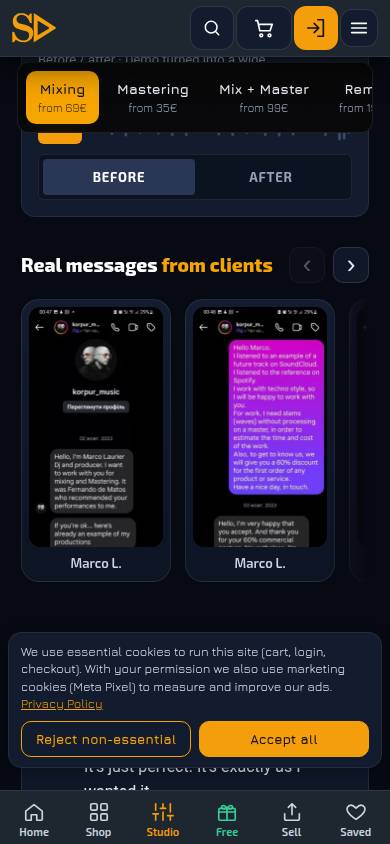 SD
Before / after · Demo turned into a wide
Mixing
from 69€
Mastering
from 35€
Mix + Master
from 99€
Rem
from 1
BEFORE
AFTER
Real messages from clients
korpur_m...
korpur_music
Переглянути профіль
02 жовт. 2023
Hello, I'm Marco Laurier
Dj and producer. I want
to work with you for
mixing and Mastering. It
was Fernando de Matos
who recommended your
performances to me.
If you're ok... here's
already an example of my
productions
Marco L.
korpur_m...
Hello Marco.
I listened to an example of a
future track on SoundCloud.
I listened to the reference on
Spotify.
I work with techno style, so
I will be happy to work with
you.
For work, I need stems
(waves) without processing
on a master, in order to
estimate the time and cost
of the work.
Also, to get to know us, we
will give you a 60% discount
for the first order of any
product or service.
Have a nice day, in touch.
03 жовт. 2023
Hello, I'm very happy that
you accept. And thank you
for your 60% commercial
Marco L.
We use essential cookies to run this site (cart, login,
checkout). With your permission we also use marketing
cookies (Meta Pixel) to measure and improve our ads.
Privacy Policy
Reject non-essential
Accept all
It's just perfect. It's exactly as I
wanted it
Home
Shop
Studio
Free
Sell
Saved